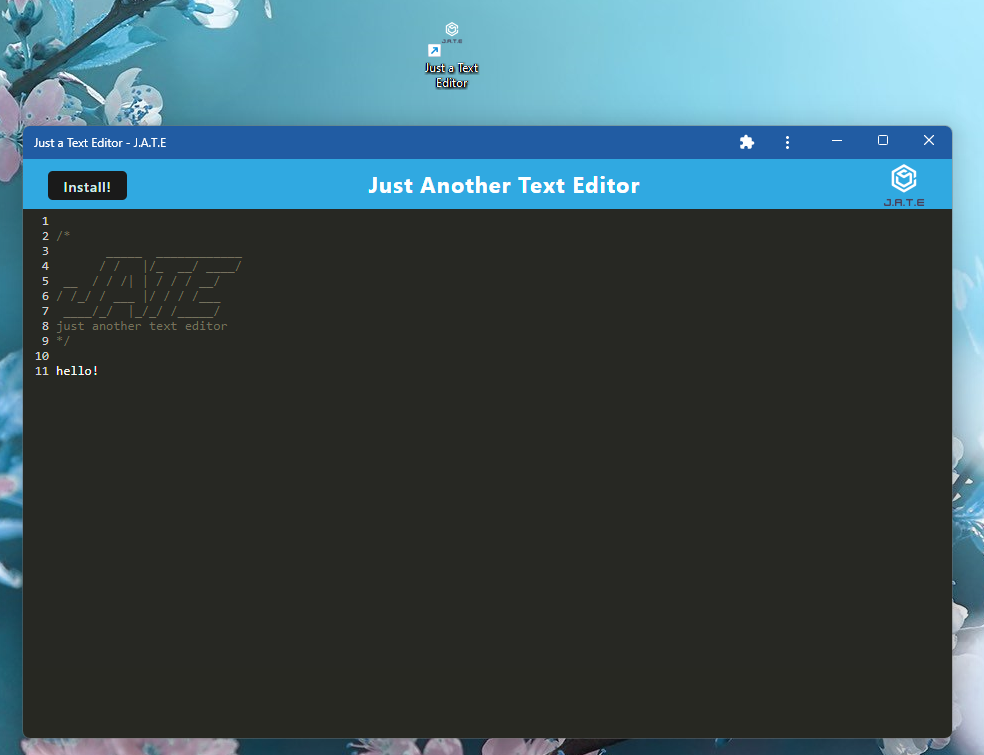 J.A.T.E
Just a Text
Editor
Just a Text Editor - J.A.T.E
Install!
Just Another Text Editor
J.A.T.E
1
2 /*
3        _____  ____________
4       / /   |/_  __/ ____/
5  __  / / /| | / / / __/
6 / /_/ / ___ |/ / / /___
7  ____/_/  |_/_/ /_____/
8 just another text editor
9 */
10
11 hello!